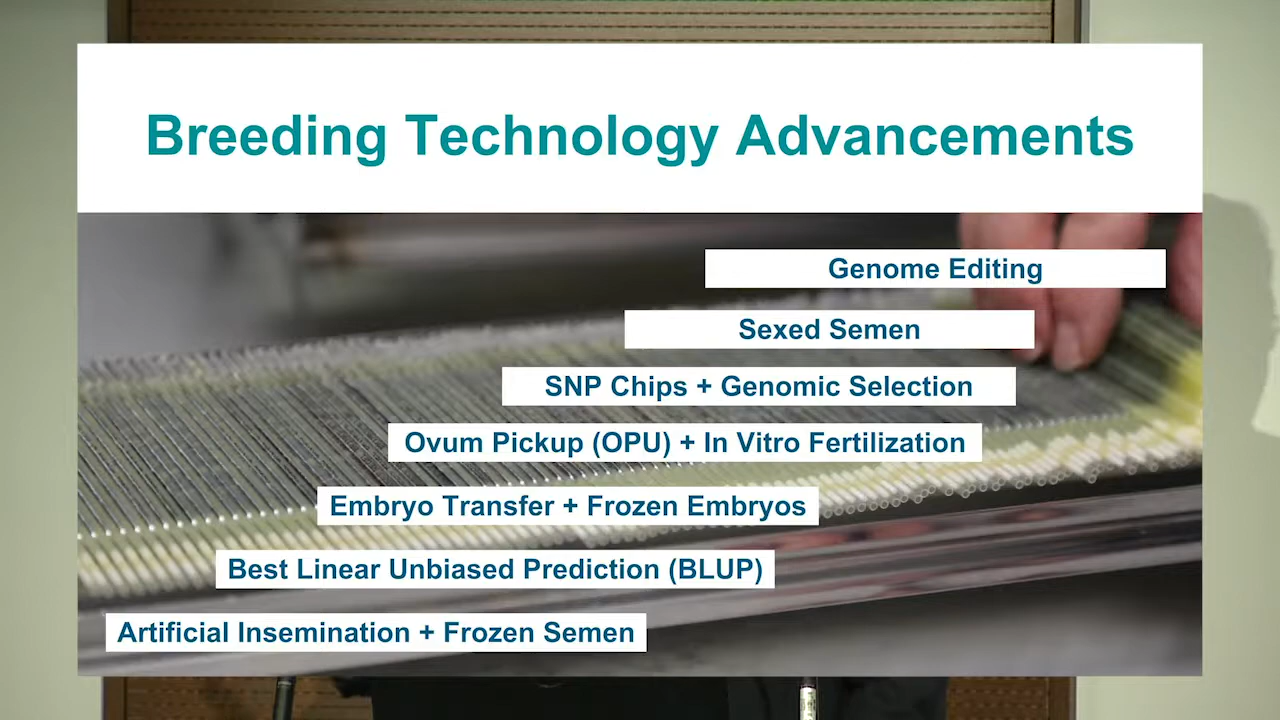 Breeding Technology Advancements
Genome Editing
Sexed Semen
SNP Chips + Genomic Selection
Ovum Pickup (OPU) + In Vitro Fertilization
Embryo Transfer + Frozen Embryos
Best Linear Unbiased Prediction (BLUP)
Artificial Insemination + Frozen Semen